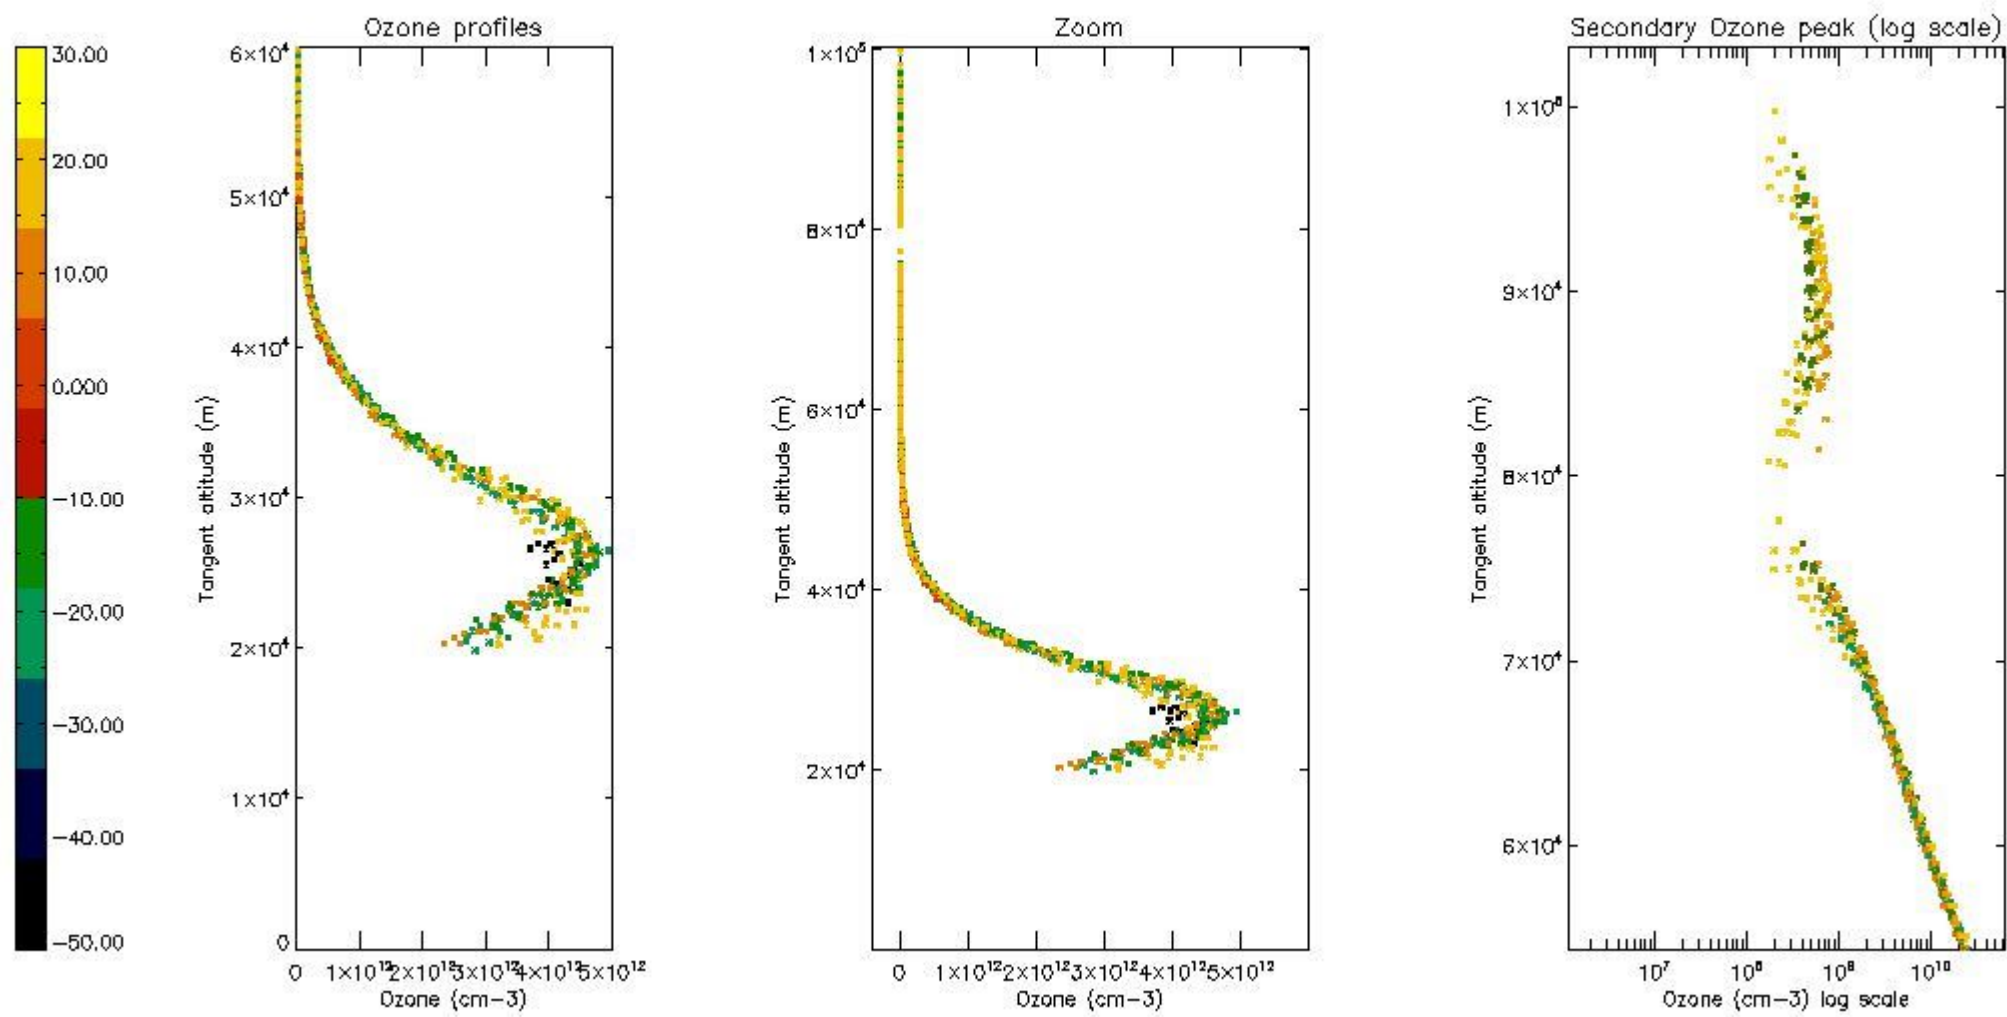 Ozone profiles
Zoom
Secondary Ozone peak (log scale)
30.00
20.00
10.00
0.000
-10.00
-20.00
-30.00
-40.00
-50.00
6×10⁴
5×10⁴
4×10⁴
3×10⁴
2×10⁴
1×10⁴
0
Tangent altitude (m)
0 1×10¹² 2×10¹² 3×10¹² 4×10¹² 5×10¹²
Ozone (cm-3)
1×10⁵
8×10⁴
6×10⁴
4×10⁴
2×10⁴
Tangent altitude (m)
0 1×10¹² 2×10¹² 3×10¹² 4×10¹² 5×10¹²
Ozone (cm-3)
1×10⁵
9×10⁴
8×10⁴
7×10⁴
6×10⁴
Tangent altitude (m)
10⁷ 10⁸ 10⁹ 10¹⁰
Ozone (cm-3) log scale